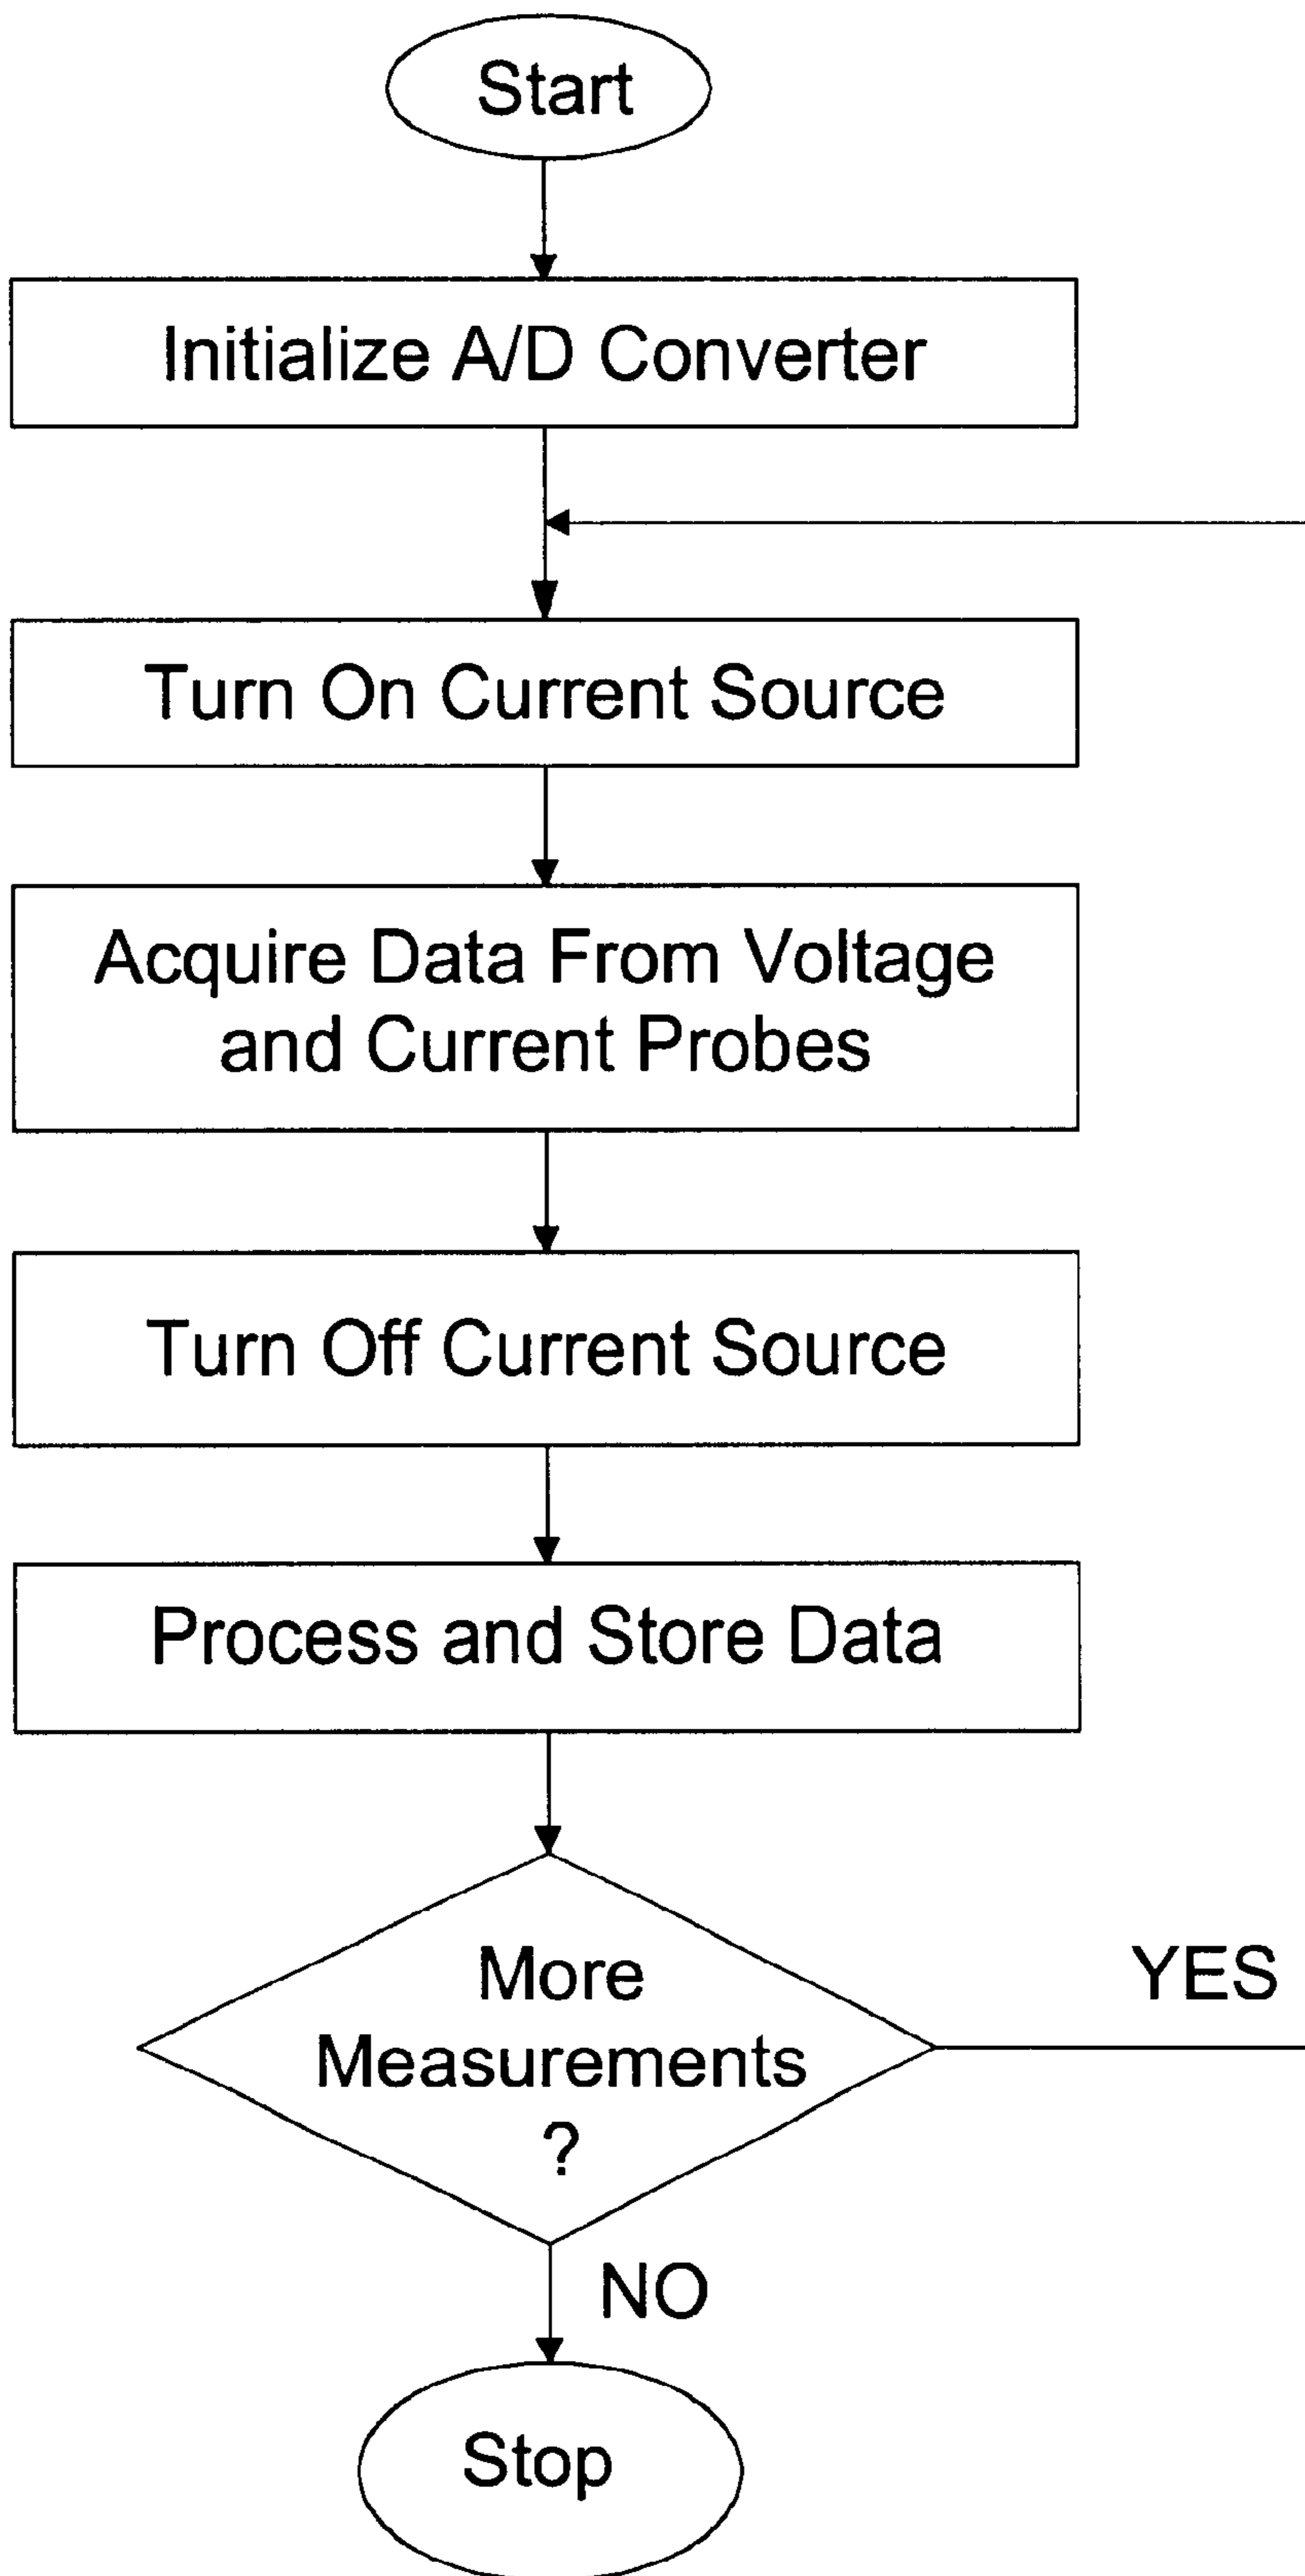 Start
Initialize A/D Converter
Turn On Current Source
Acquire Data From Voltage
and Current Probes
Turn Off Current Source
Process and Store Data
More
Measurements
?
YES
NO
Stop